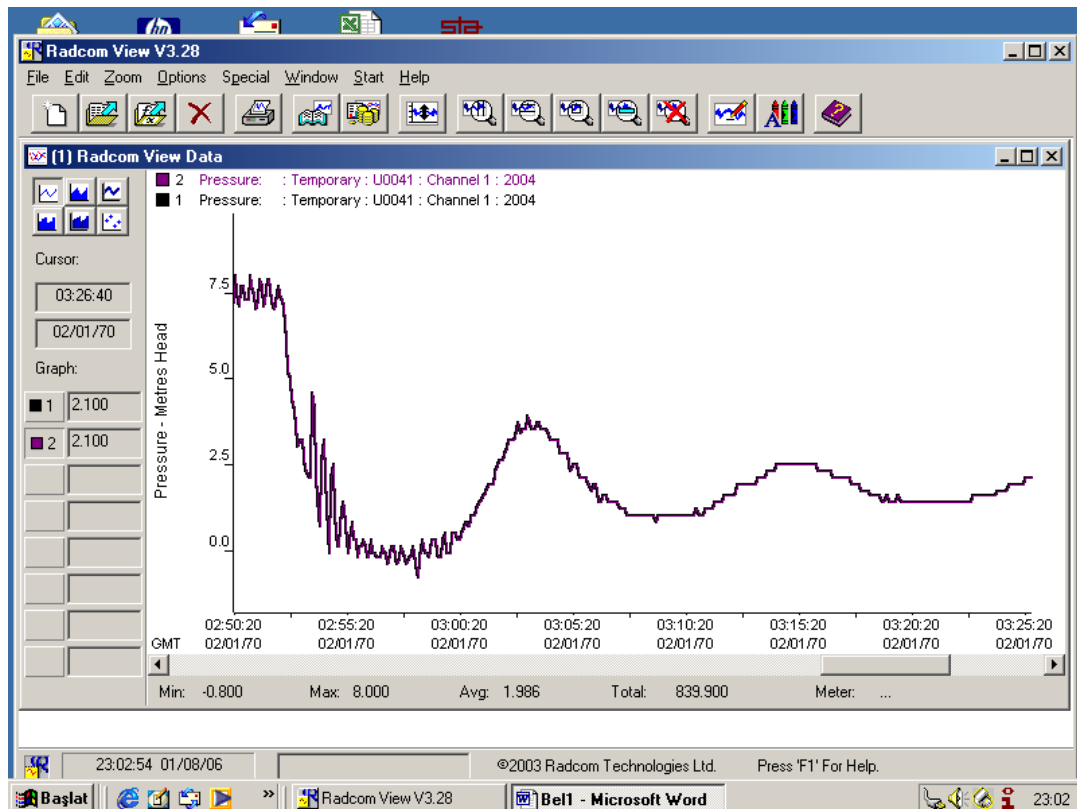 hp
sta
Radcom View V3.28
File Edit Zoom Options Special Window Start Help
(1) Radcom View Data
2 Pressure: : Temporary : U0041 : Channel 1 : 2004
1 Pressure: : Temporary : U0041 : Channel 1 : 2004
Cursor:
03:26:40
02/01/70
Graph:
1 2.100
2 2.100
Pressure - Metres Head
7.5
5.0
2.5
0.0
02:50:20 02:55:20 03:00:20 03:05:20 03:10:20 03:15:20 03:20:20 03:25:20
GMT 02/01/70 02/01/70 02/01/70 02/01/70 02/01/70 02/01/70 02/01/70 02/01/70
Min: -0.800 Max: 8.000 Avg: 1.986 Total: 839.900 Meter: ...
23:02:54 01/08/06 ©2003 Radcom Technologies Ltd. Press 'F1' For Help.
Başlat » Radcom View V3.28 Bel1 - Microsoft Word 23:02